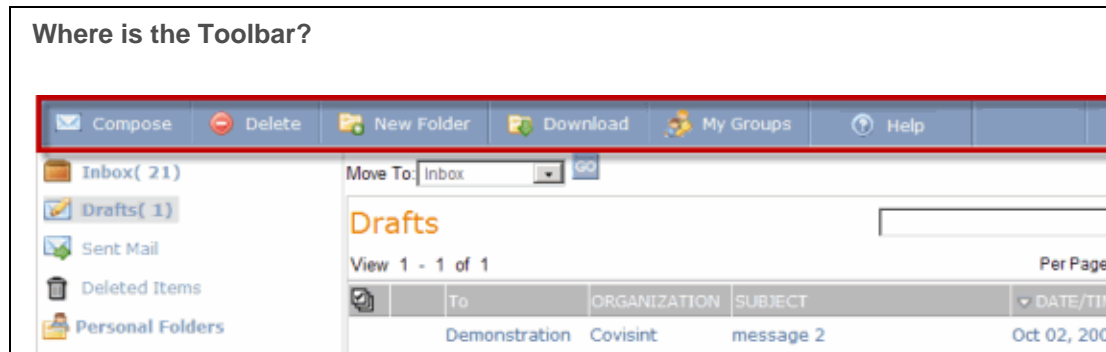 Where is the Toolbar?
Compose Delete New Folder Download My Groups Help
Inbox( 21)
Drafts( 1)
Sent Mail
Deleted Items
Personal Folders
Move To: Inbox GO
Drafts
View 1 - 1 of 1 Per Page
To ORGANIZATION SUBJECT DATE/TI
Demonstration Covisint message 2 Oct 02, 200